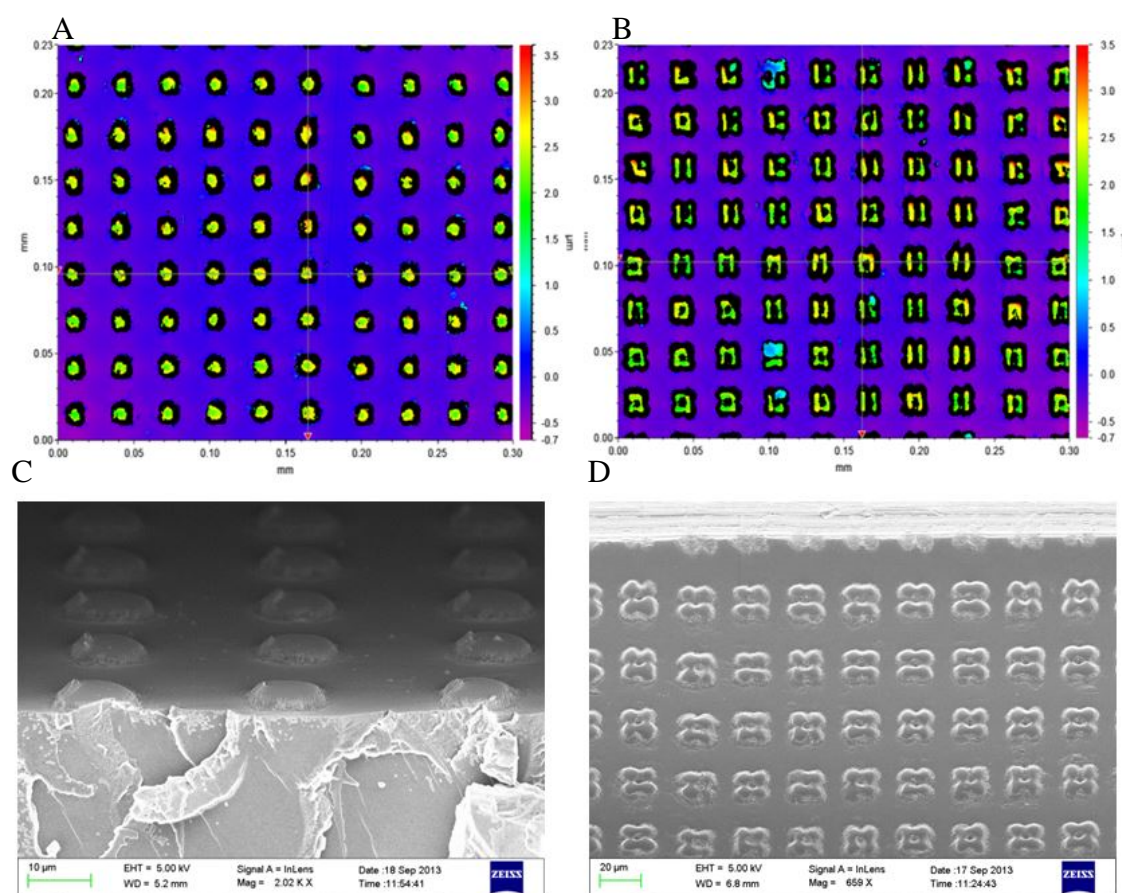 A
B
0.23
0.20
0.15
0.10
0.05
0.00
mm
0.00 0.05 0.10 0.15 0.20 0.25 0.30
mm
3.5
3.0
2.5
2.0
1.5
1.0
0.5
0.0
-0.7
µm
0.23
0.20
0.15
0.10
0.05
0.00
0.00 0.05 0.10 0.15 0.20 0.25 0.30
mm
3.5
3.0
2.5
2.0
1.5
1.0
0.5
0.0
-0.7
C
D
10 µm
EHT = 5.00 kV
WD = 5.2 mm
Signal A = InLens
Mag = 2.02 K X
Date :18 Sep 2013
Time :11:54:41
ZEISS
20 µm
EHT = 5.00 kV
WD = 6.8 mm
Signal A = InLens
Mag = 659 X
Date :17 Sep 2013
Time :11:24:43
ZEISS